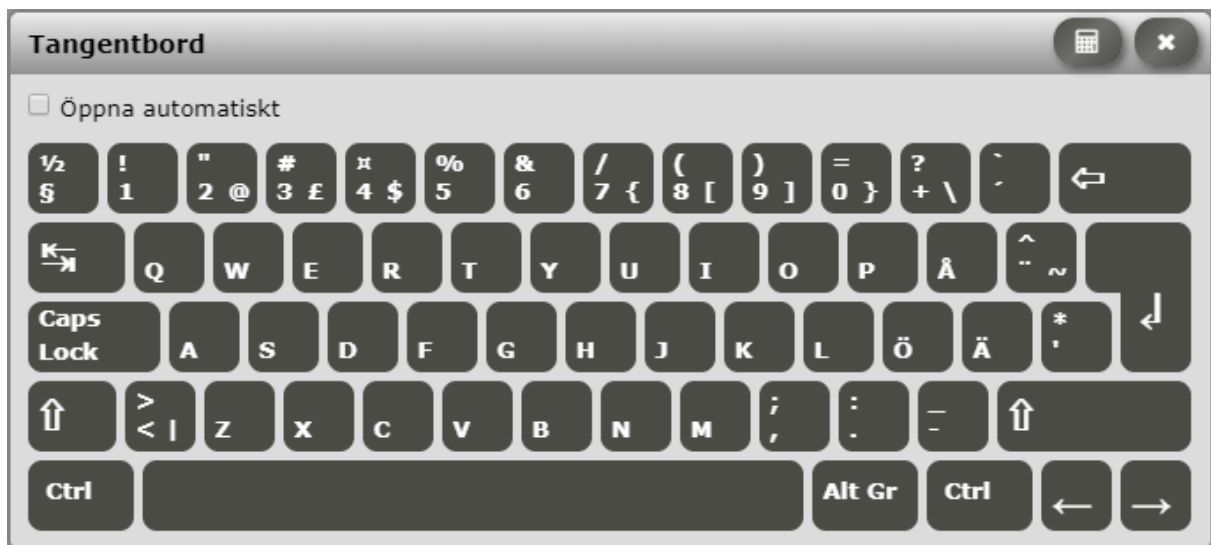 Tangentbord
Öppna automatiskt
½ ! " # ¤ % & / ( ) = ? `
§ 1 2 @ 3 £ 4 $ 5 6 7 { 8 [ 9 ] 0 } + \ ´
Q W E R T Y U I O P Å ^ ¨ ~
Caps
Lock A S D F G H J K L Ö Ä * '
> < | Z X C V B N M ; , : . _ -
Ctrl Alt Gr Ctrl